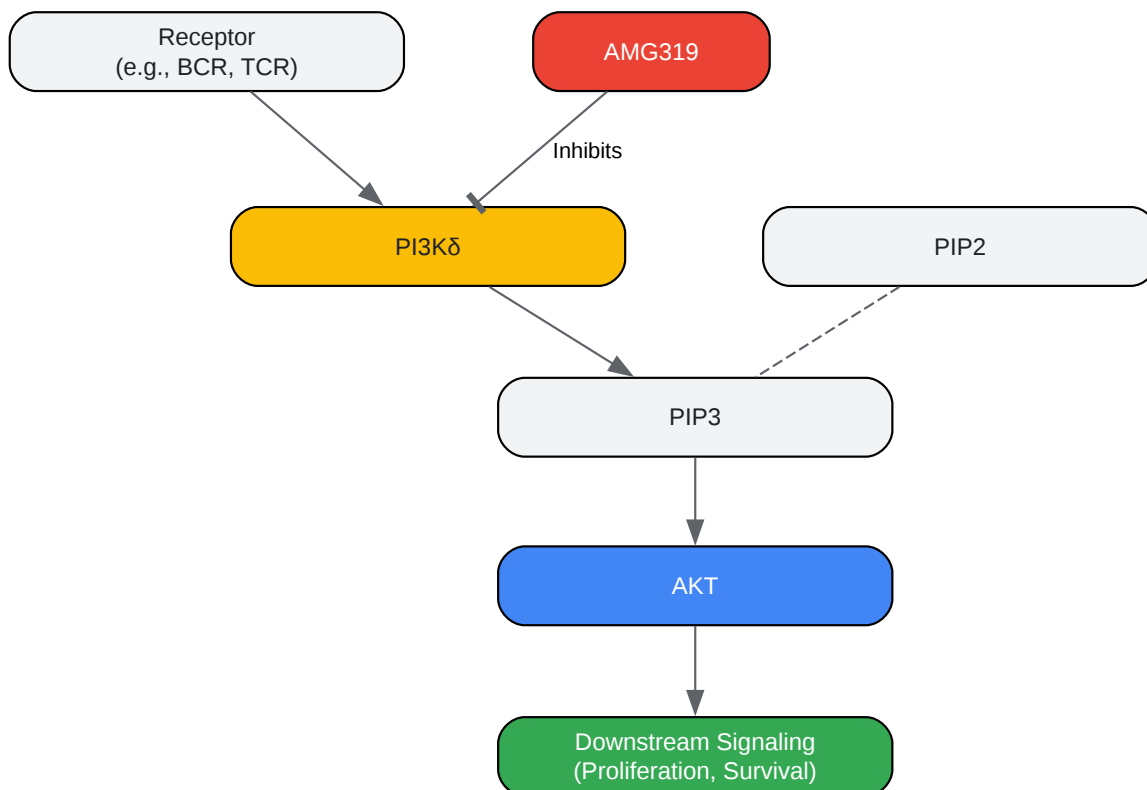 Receptor
(e.g., BCR, TCR)
AMG319
Inhibits
PI3Kδ
PIP2
PIP3
AKT
Downstream Signaling
(Proliferation, Survival)